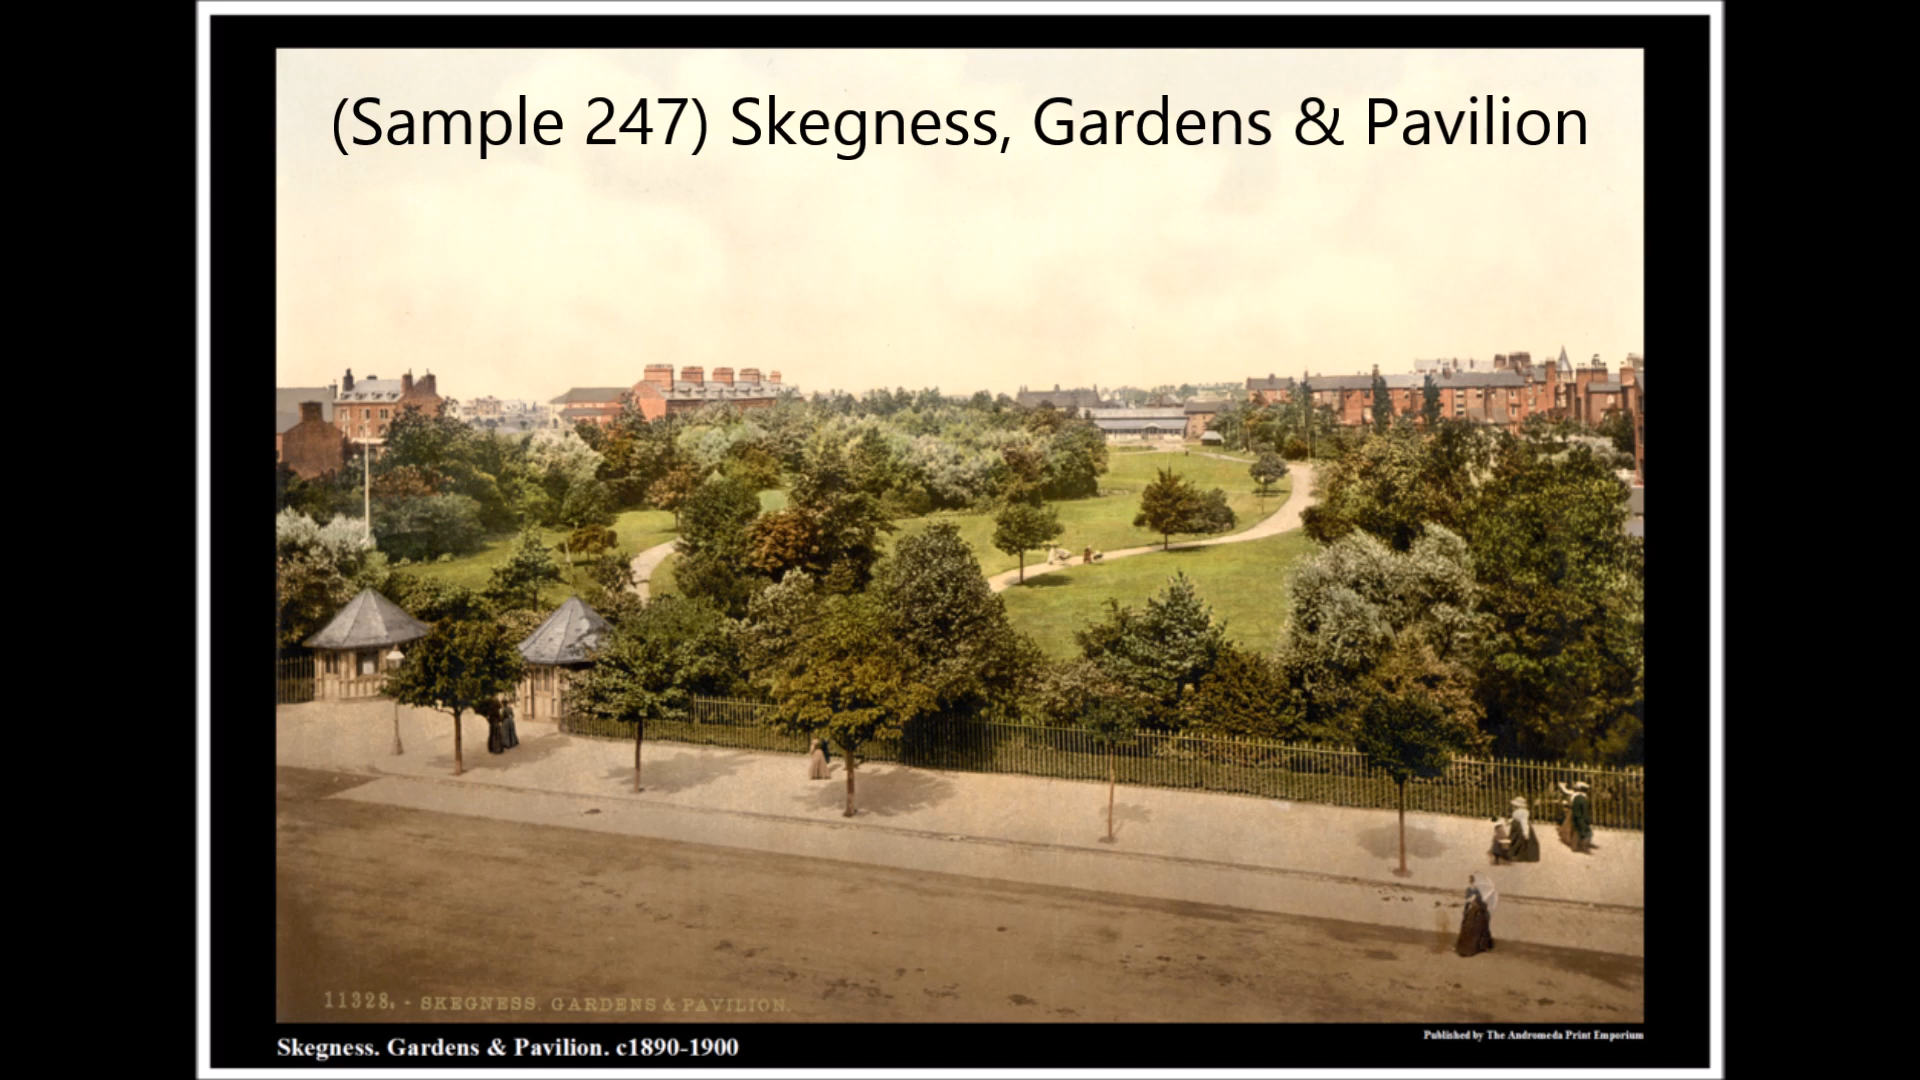 (Sample 247) Skegness, Gardens & Pavilion
11328. - SKEGNESS. GARDENS & PAVILION.
Published by The Andromeda Print Emporium
Skegness. Gardens & Pavilion. c1890-1900